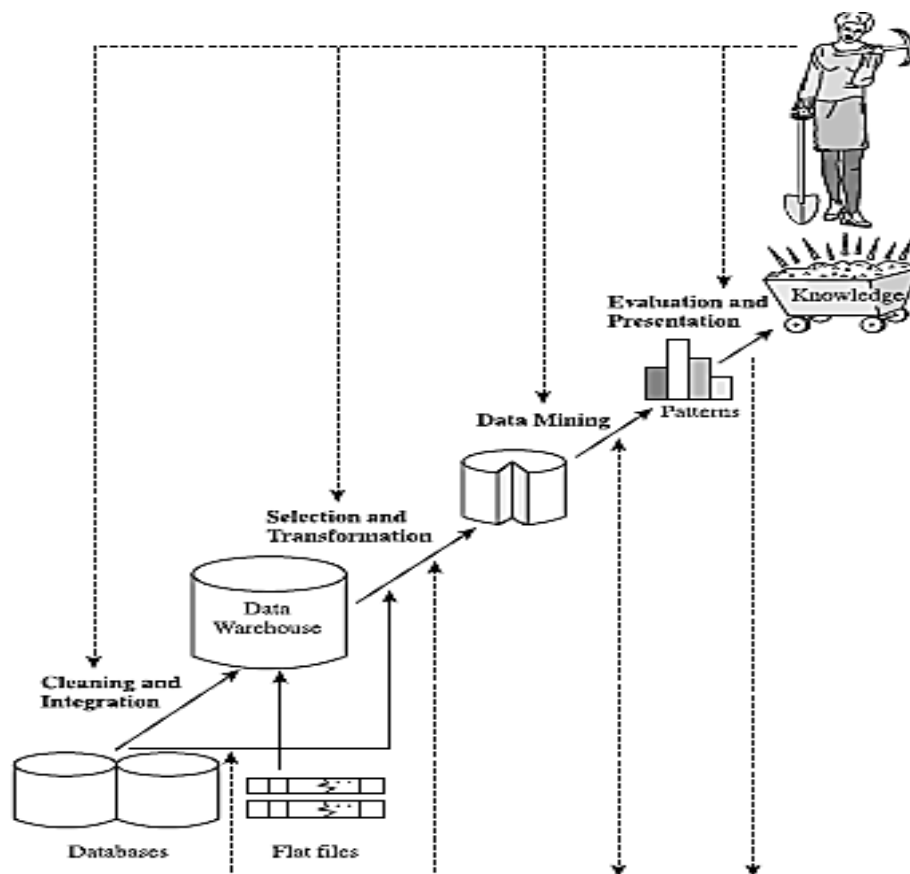 Knowledge
Evaluation and
Presentation
Patterns
Data Mining
Selection and
Transformation
Data
Warehouse
Cleaning and
Integration
Databases
Flat files